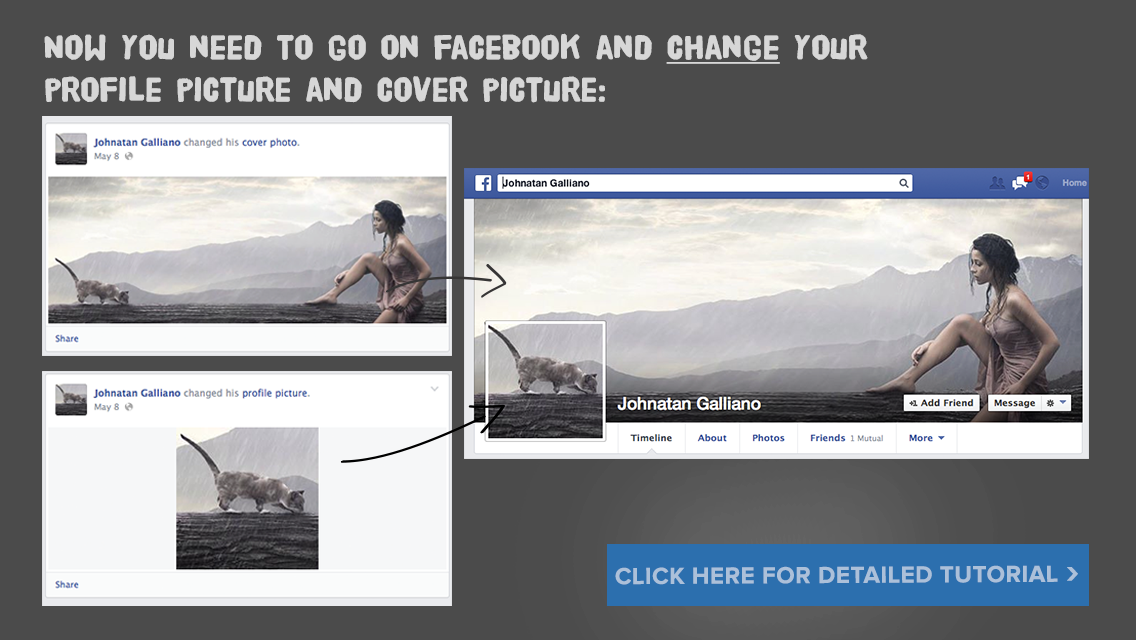 NOW YOU NEED TO GO ON FACEBOOK AND CHANGE YOUR
PROFILE PICTURE AND COVER PICTURE:
Johnatan Galliano changed his cover photo.
May 8
Share
Johnatan Galliano changed his profile picture.
May 8
Share
f Johnatan Galliano 1 Home
Johnatan Galliano
+1 Add Friend Message
Timeline About Photos Friends 1 Mutual More
CLICK HERE FOR DETAILED TUTORIAL >